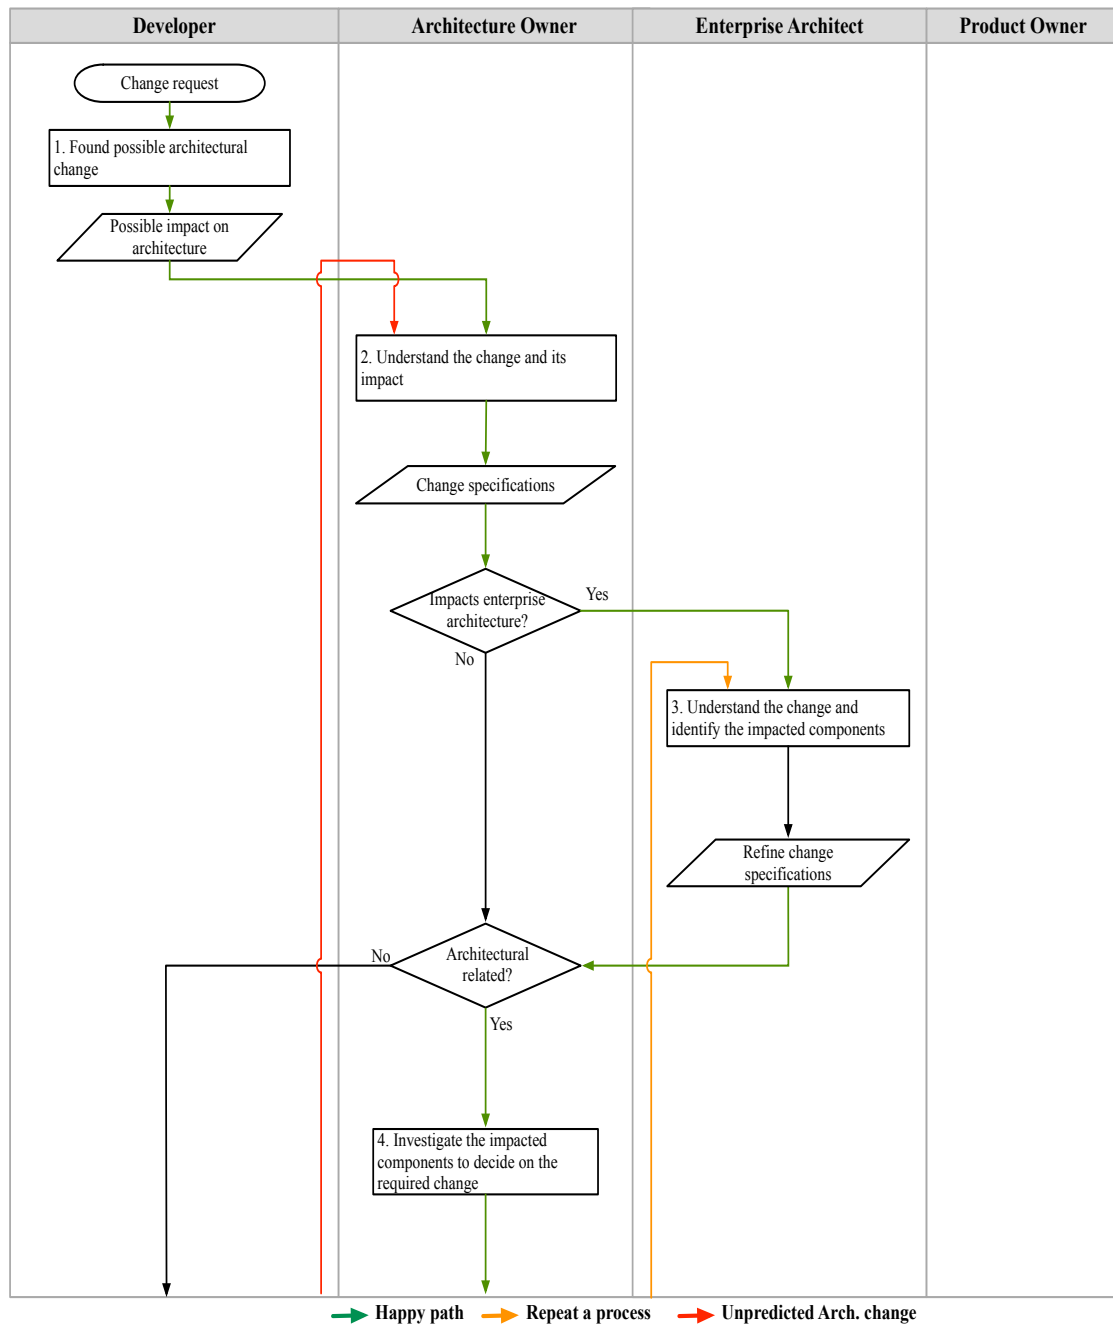 Developer
Architecture Owner
Enterprise Architect
Product Owner
Change request
1. Found possible architectural
change
Possible impact on
architecture
2. Understand the change and its
impact
Change specifications
Impacts enterprise
architecture?
Yes
No
3. Understand the change and
identify the impacted components
Refine change
specifications
Architectural
related?
No
Yes
4. Investigate the impacted
components to decide on the
required change
Happy path
Repeat a process
Unpredicted Arch. change